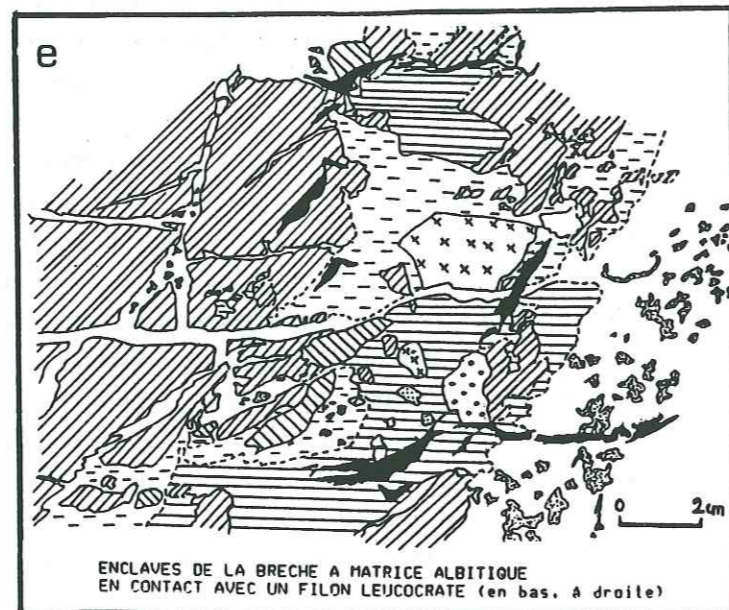 e
0 2cm
ENCLAVES DE LA BRECHE A MATRICE ALBITIQUE
EN CONTACT AVEC UN FILON LEUCOCRATE (en bas, à droite)